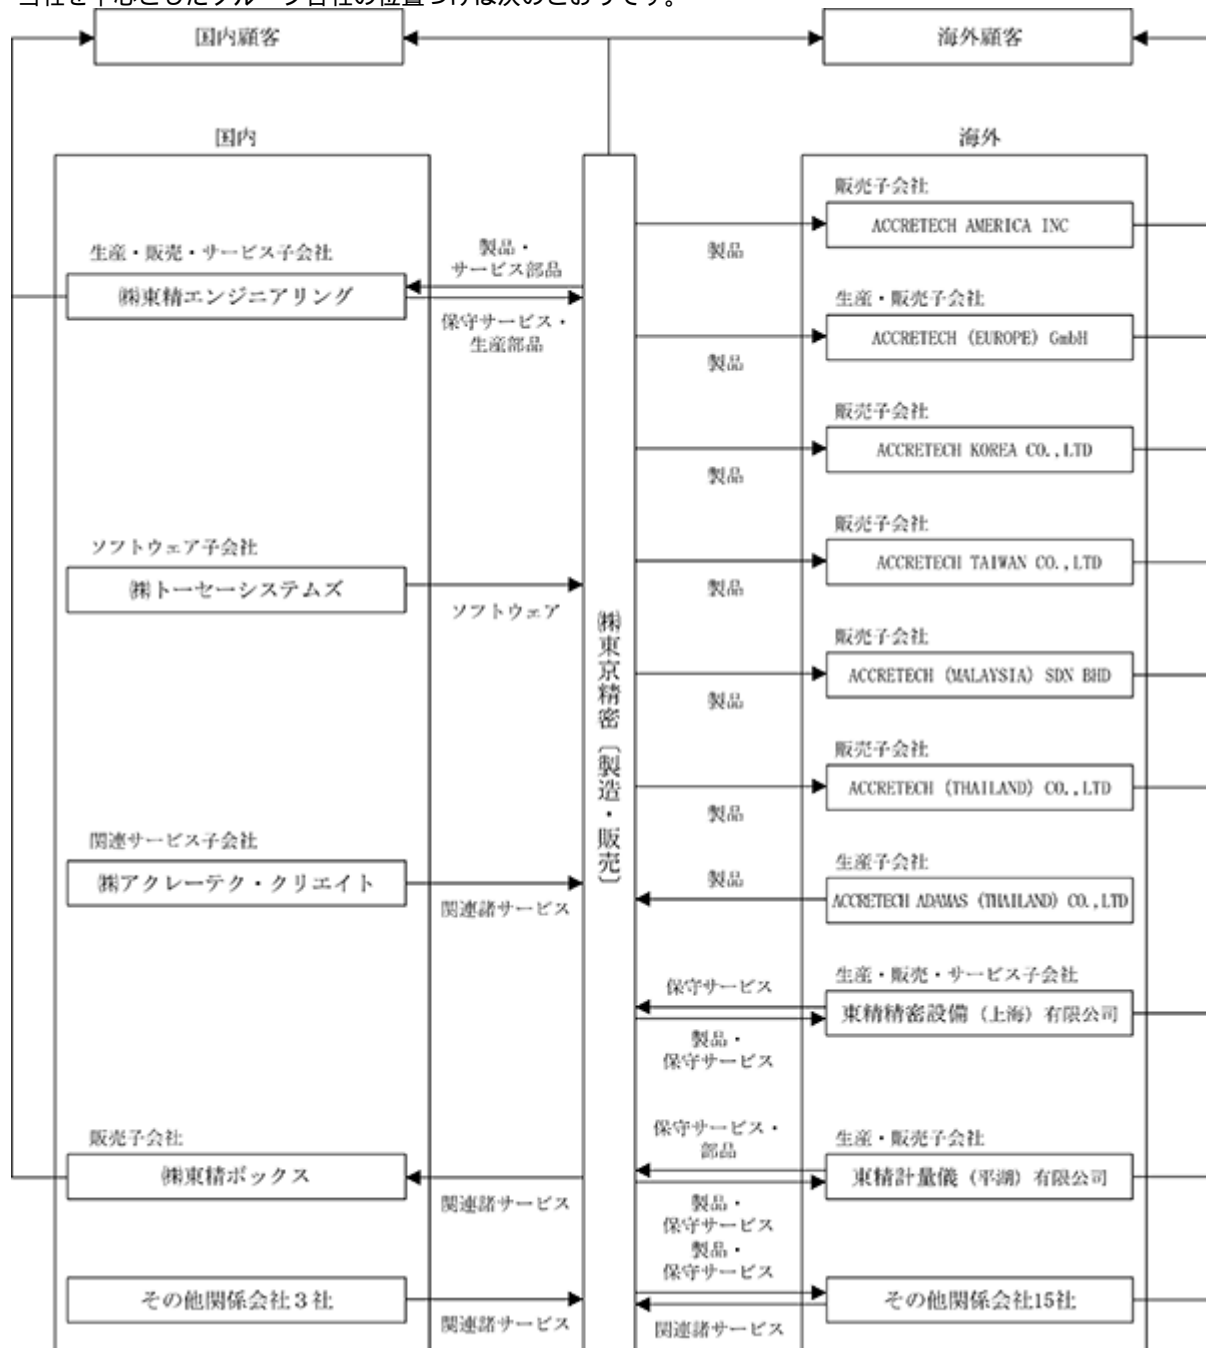 当社を中心としたグループ各社の位置づけは次のとおりです。
国内顧客
海外顧客
国内
海外
生産・販売・サービス子会社
㈱東精エンジニアリング
製品・
サービス部品
保守サービス・
生産部品
ソフトウェア子会社
㈱トーセーシステムズ
ソフトウェア
関連サービス子会社
㈱アクレーテク・クリエイト
関連諸サービス
販売子会社
㈱東精ボックス
関連諸サービス
その他関係会社3社
関連諸サービス
㈱東京精密〔製造・販売〕
販売子会社
ACCRETECH AMERICA INC
製品
生産・販売子会社
ACCRETECH (EUROPE) GmbH
製品
販売子会社
ACCRETECH KOREA CO.,LTD
製品
販売子会社
ACCRETECH TAIWAN CO.,LTD
製品
販売子会社
ACCRETECH (MALAYSIA) SDN BHD
製品
販売子会社
ACCRETECH (THAILAND) CO.,LTD
製品
生産子会社
ACCRETECH ADAMAS (THAILAND) CO.,LTD
製品
生産・販売・サービス子会社
東精精密設備(上海)有限公司
保守サービス
製品・
保守サービス
生産・販売子会社
東精計量儀(平湖)有限公司
保守サービス・
部品
製品・
保守サービス
製品・
保守サービス
その他関係会社15社
関連諸サービス